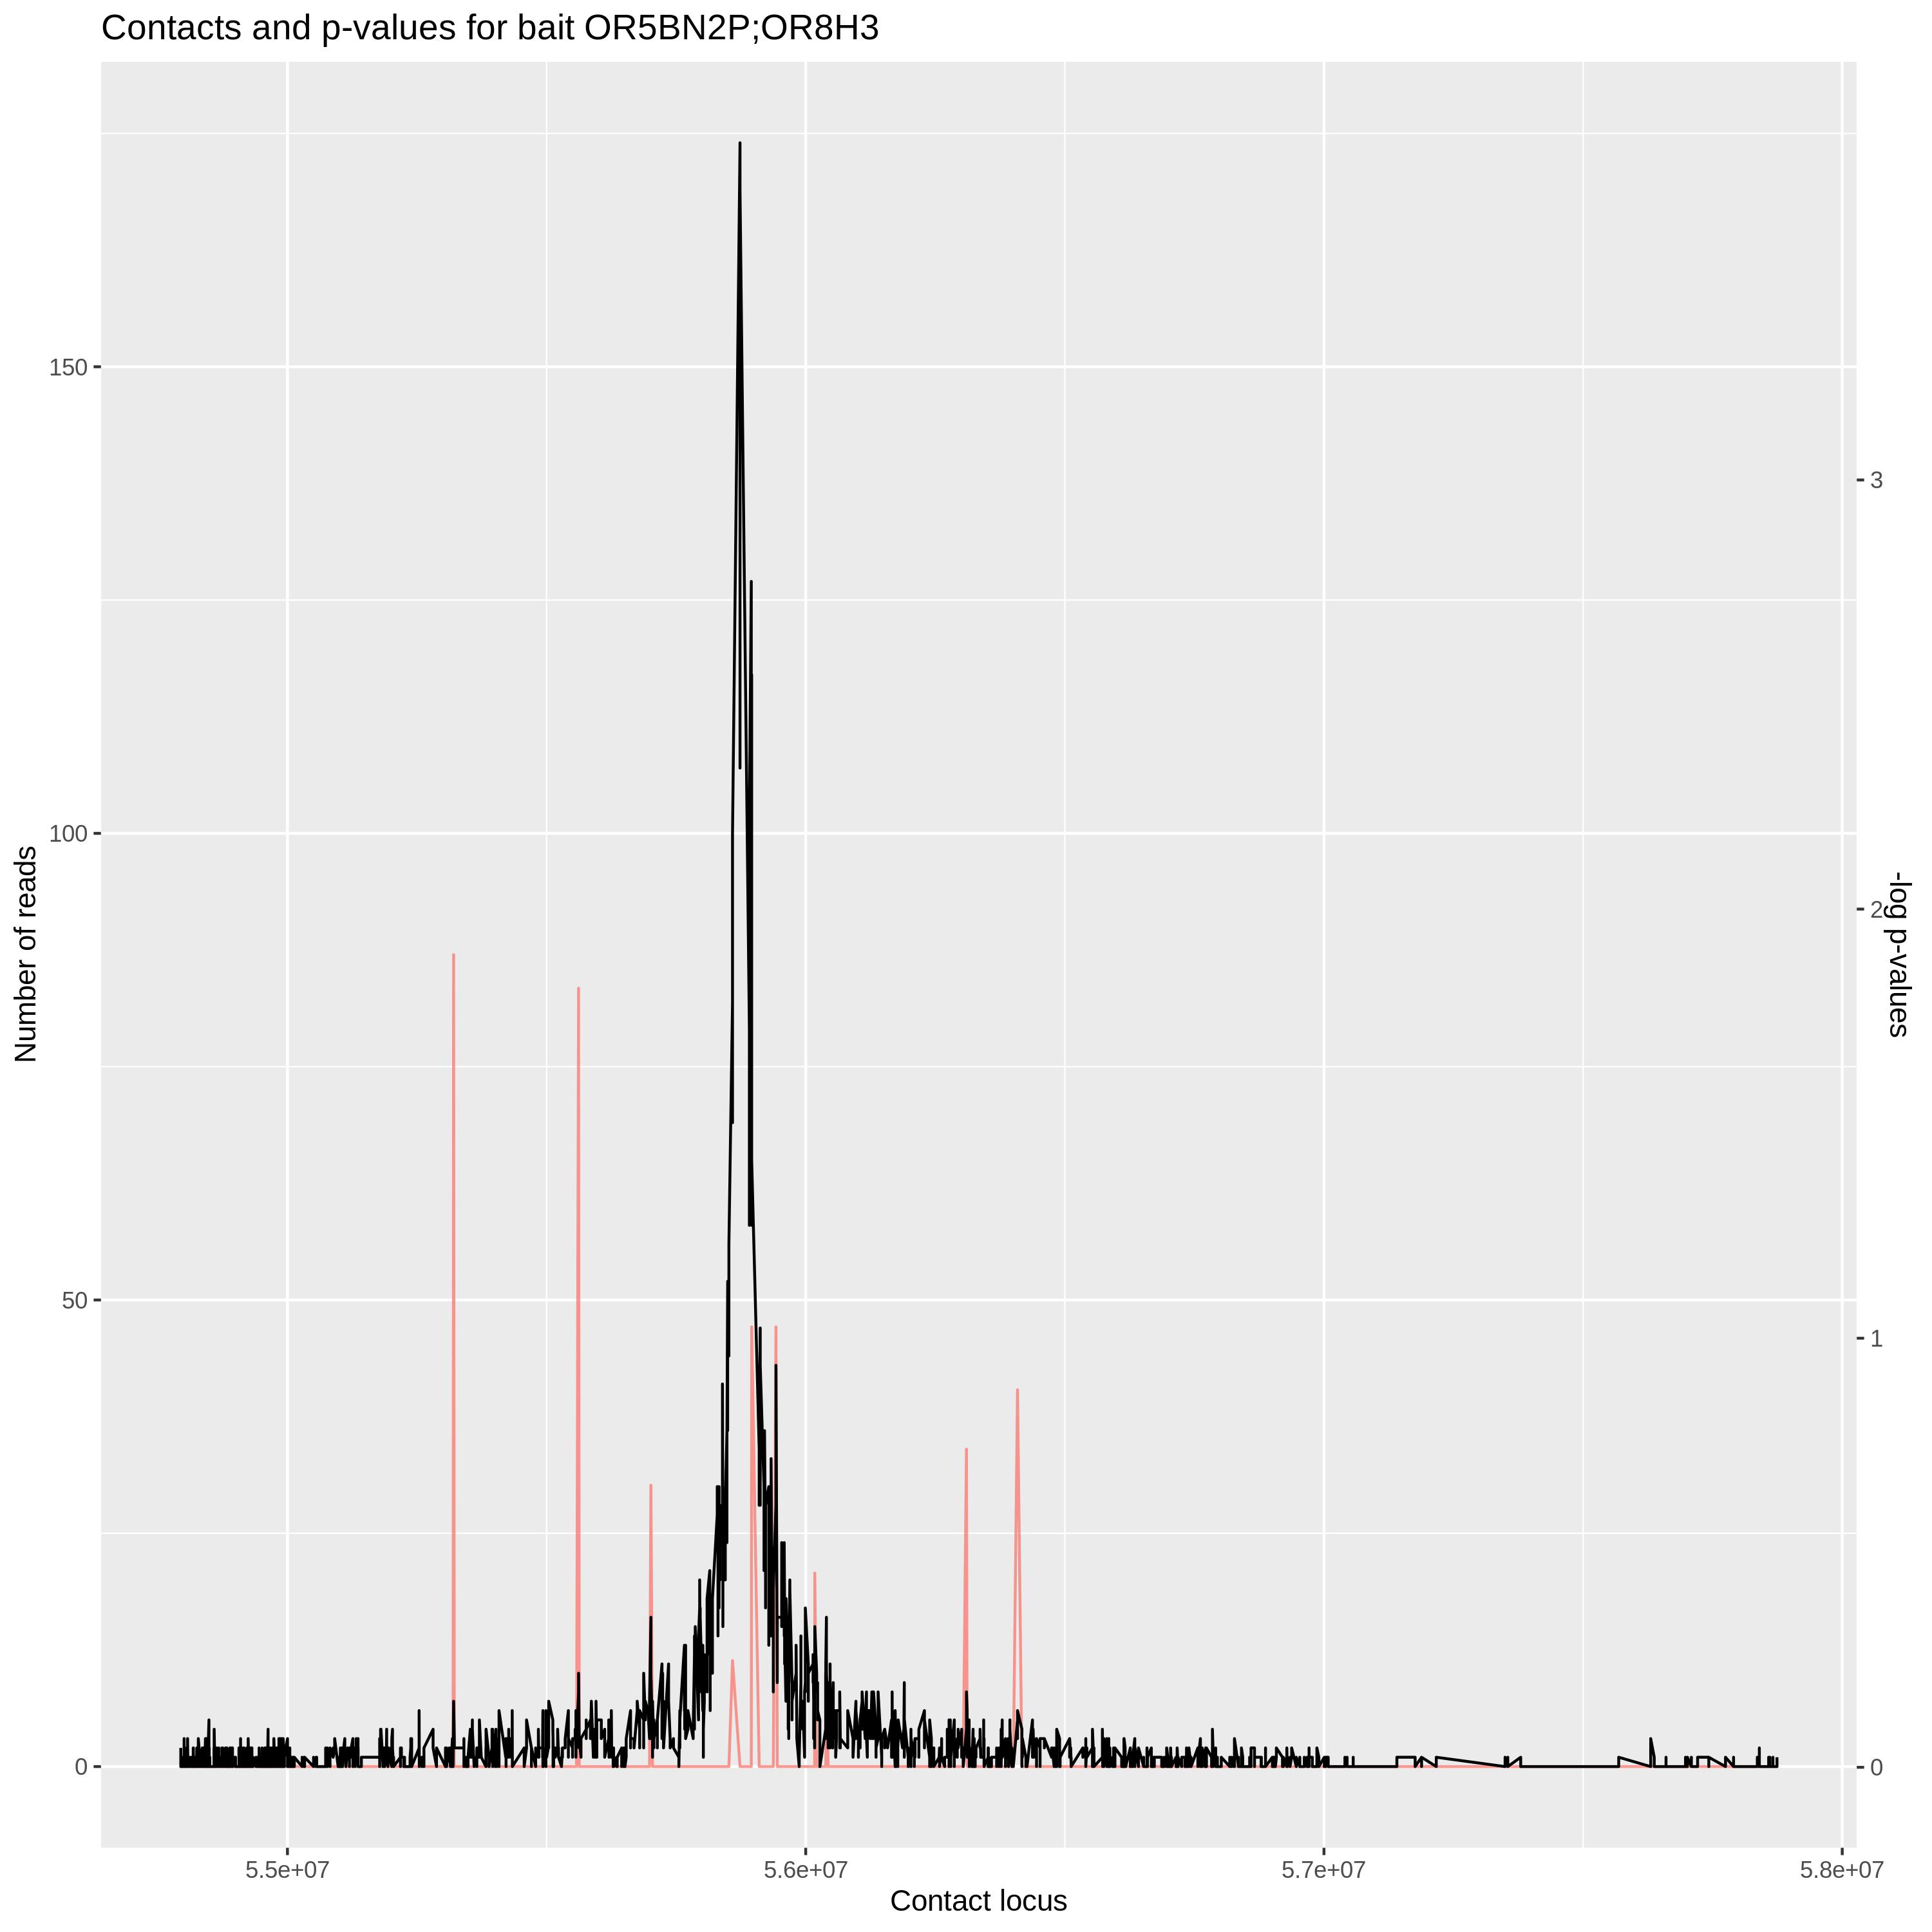 Contacts and p-values for bait OR5BN2P;OR8H3
150
100
50
0
Number of reads
3
2
1
0
-log p-values
5.5e+07
5.6e+07
5.7e+07
5.8e+07
Contact locus